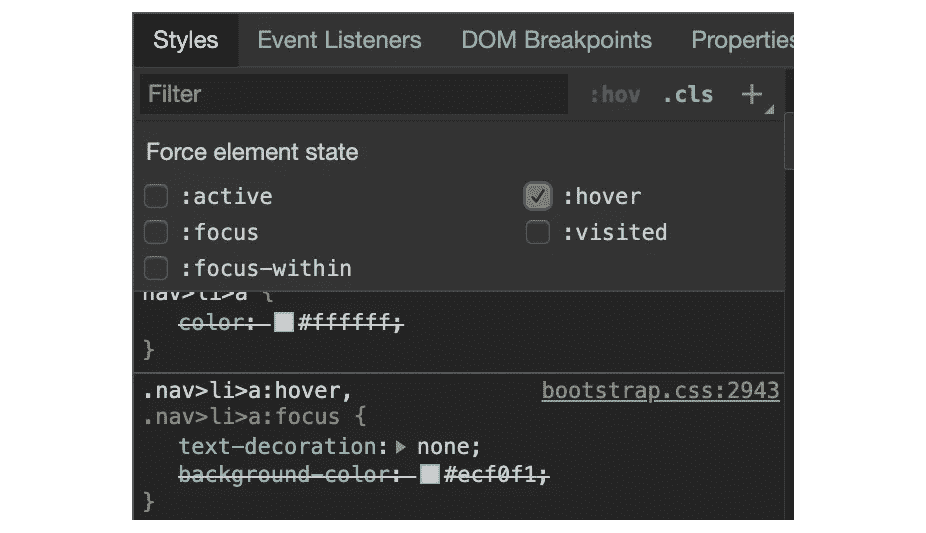 Styles Event Listeners DOM Breakpoints Properties
Filter :hov .cls +
Force element state
:active :hover
:focus :visited
:focus-within
nav>li>a {
color: #ffffff;
}
.nav>li>a:hover, bootstrap.css:2943
.nav>li>a:focus {
text-decoration: none;
background-color: #ecf0f1;
}